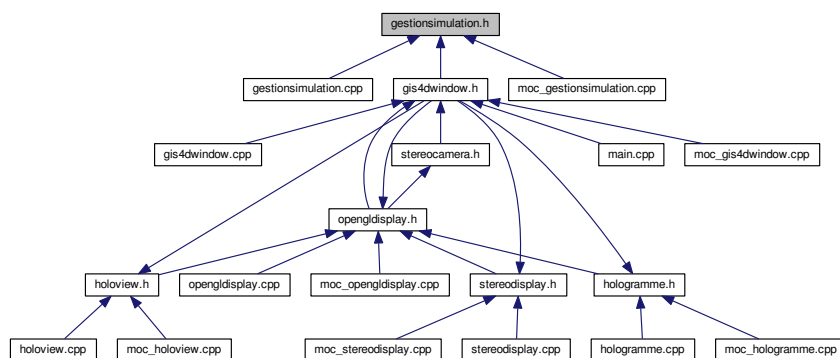 gestionsimulation.h
gestionsimulation.cpp
gis4dwindow.h
moc_gestionsimulation.cpp
gis4dwindow.cpp
stereocamera.h
main.cpp
moc_gis4dwindow.cpp
opengldisplay.h
holoview.h
opengldisplay.cpp
moc_opengldisplay.cpp
stereodisplay.h
hologramme.h
holoview.cpp
moc_holoview.cpp
moc_stereodisplay.cpp
stereodisplay.cpp
hologramme.cpp
moc_hologramme.cpp